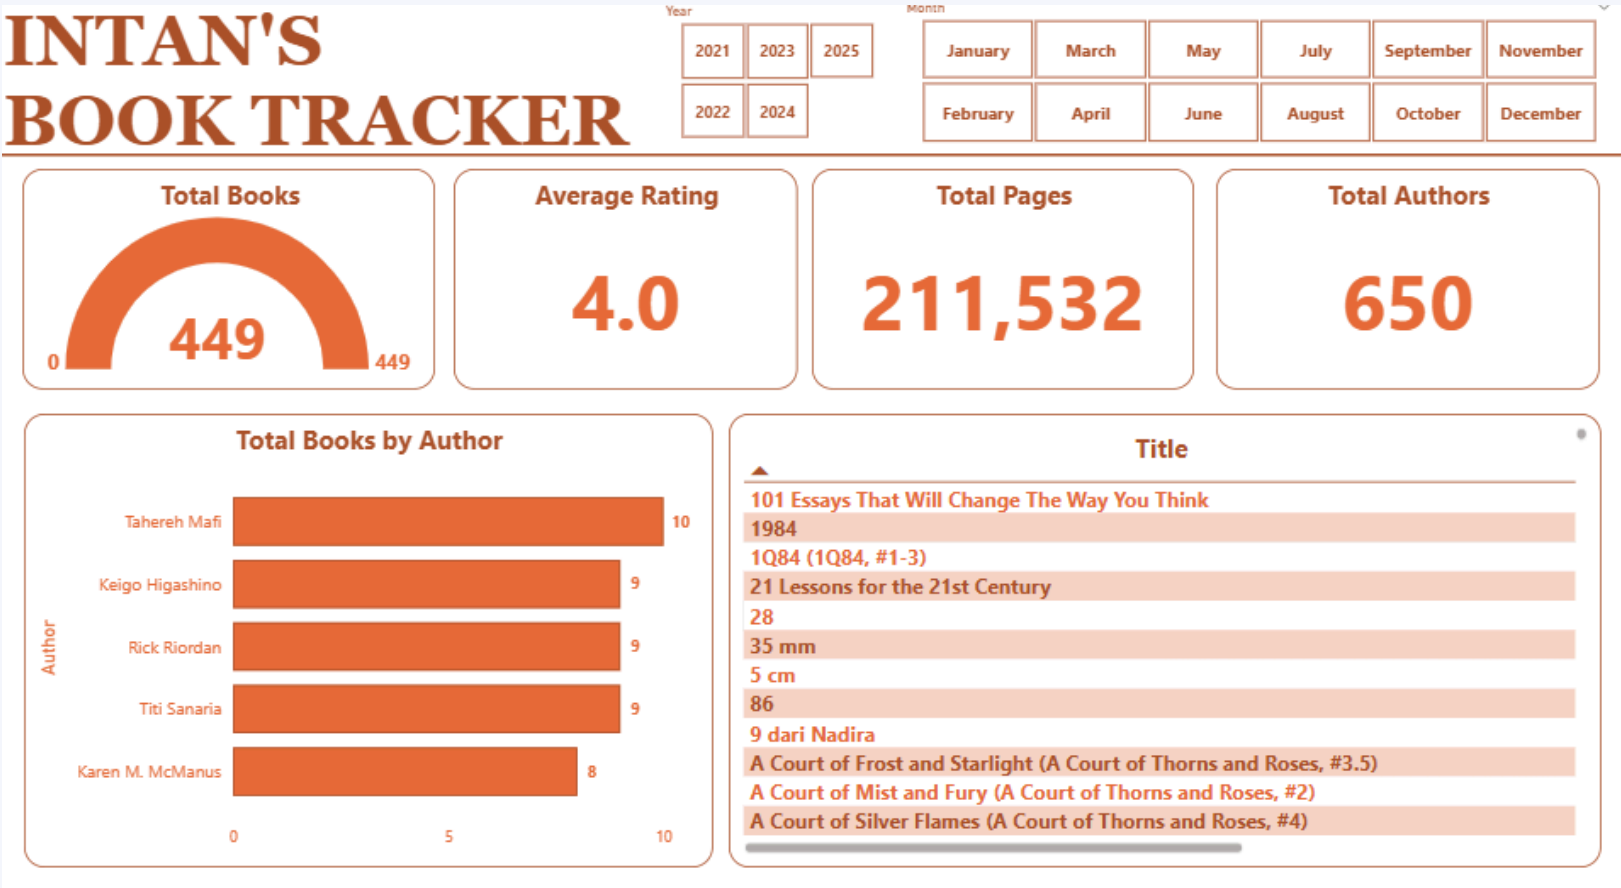 INTAN'S
BOOK TRACKER
Year
2021 2023 2025
2022 2024
Month
January March May July September November
February April June August October December
Total Books
449
0 449
Average Rating
4.0
Total Pages
211,532
Total Authors
650
Total Books by Author
Author
Tahereh Mafi 10
Keigo Higashino 9
Rick Riordan 9
Titi Sanaria 9
Karen M. McManus 8
0 5 10
Title
101 Essays That Will Change The Way You Think
1984
1Q84 (1Q84, #1-3)
21 Lessons for the 21st Century
28
35 mm
5 cm
86
9 dari Nadira
A Court of Frost and Starlight (A Court of Thorns and Roses, #3.5)
A Court of Mist and Fury (A Court of Thorns and Roses, #2)
A Court of Silver Flames (A Court of Thorns and Roses, #4)